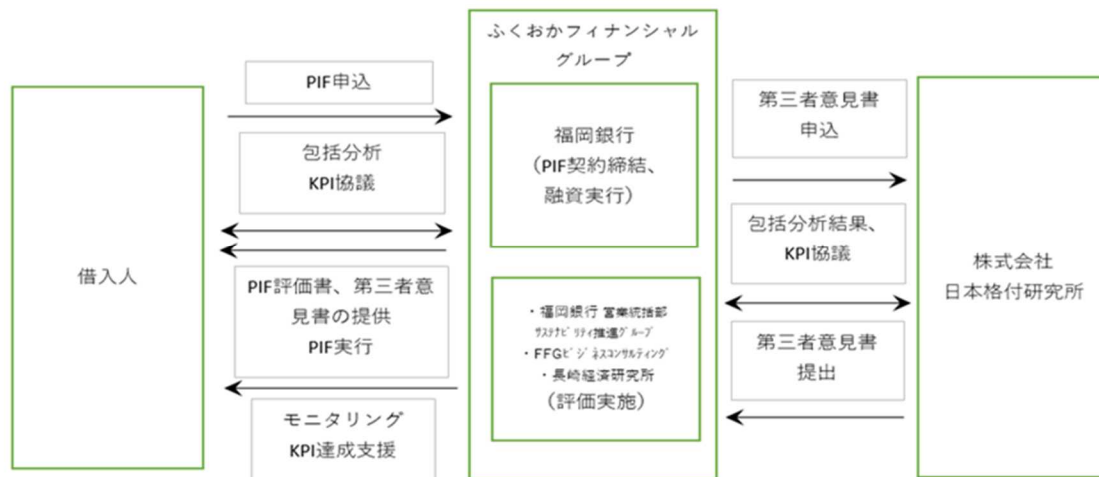 借入人
PIF申込
包括分析
KPI協議
PIF評価書、第三者意
見書の提供
PIF実行
モニタリング
KPI達成支援
ふくおかフィナンシャル
グループ
福岡銀行
(PIF契約締結、
融資実行)
・福岡銀行 営業統括部
ｻｽﾃﾅﾋﾞﾘﾃｨ推進ｸﾞﾙｰﾌﾟ
・FFGﾋﾞｼﾞﾈｽｺﾝｻﾙﾃｨﾝｸﾞ
・長崎経済研究所
(評価実施)
第三者意見書
申込
包括分析結果、
KPI協議
第三者意見書
提出
株式会社
日本格付研究所